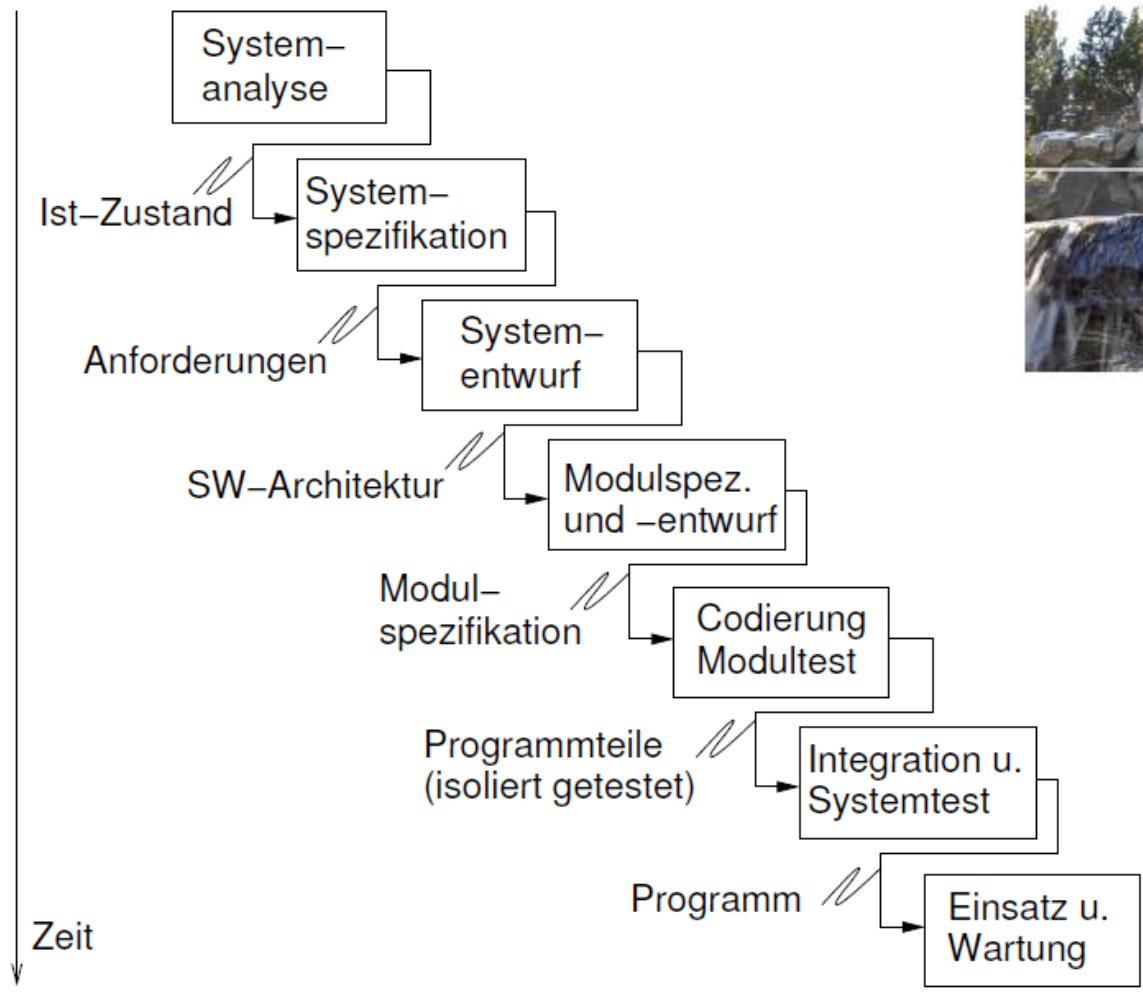 System–
analyse
Ist–Zustand
System–
spezifikation
Anforderungen
System–
entwurf
SW–Architektur
Modulspez.
und –entwurf
Modul–
spezifikation
Codierung
Modultest
Programmteile
(isoliert getestet)
Integration u.
Systemtest
Programm
Einsatz u.
Wartung
Zeit